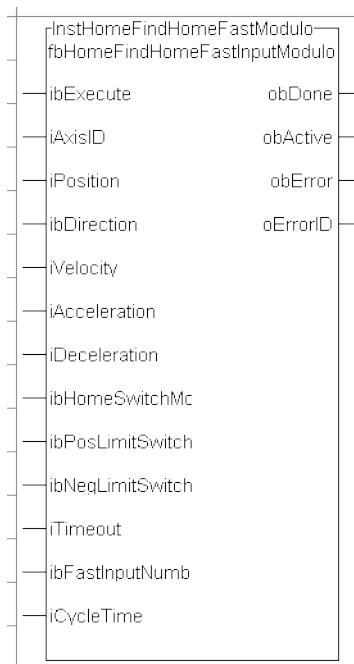 InstHomeFindHomeFastModulo
fbHomeFindHomeFastInputModulo
ibExecute obDone
iAxisID obActive
iPosition obError
ibDirection oErrorID
iVelocity
iAcceleration
iDeceleration
ibHomeSwitchMc
ibPosLimitSwitch
ibNegLimitSwitch
iTimeout
ibFastInputNumb
iCycleTime